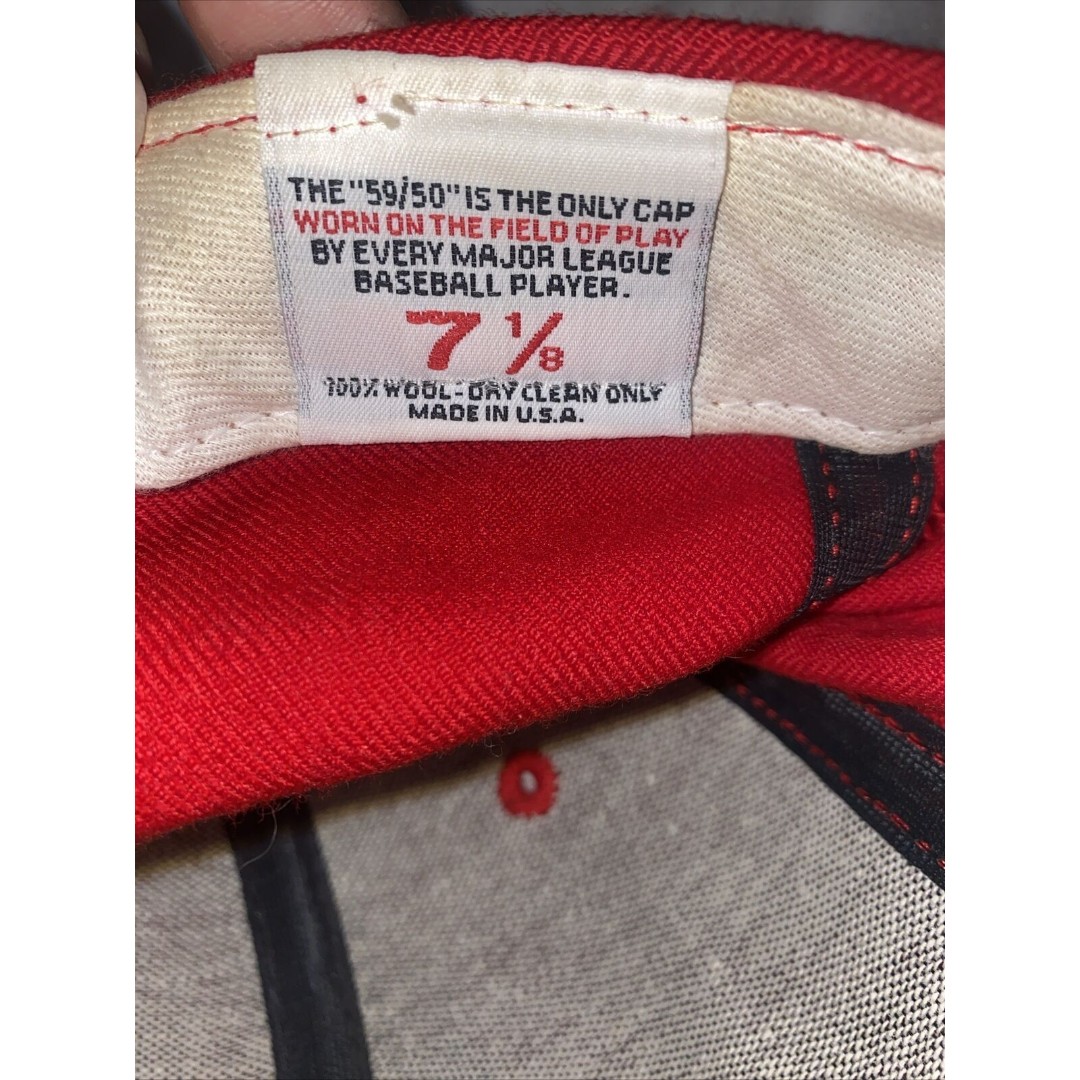 THE "59/50" IS THE ONLY CAP
WORN ON THE FIELD OF PLAY
BY EVERY MAJOR LEAGUE
BASEBALL PLAYER.
7 1/8
100% WOOL - DRY CLEAN ONLY
MADE IN U.S.A.